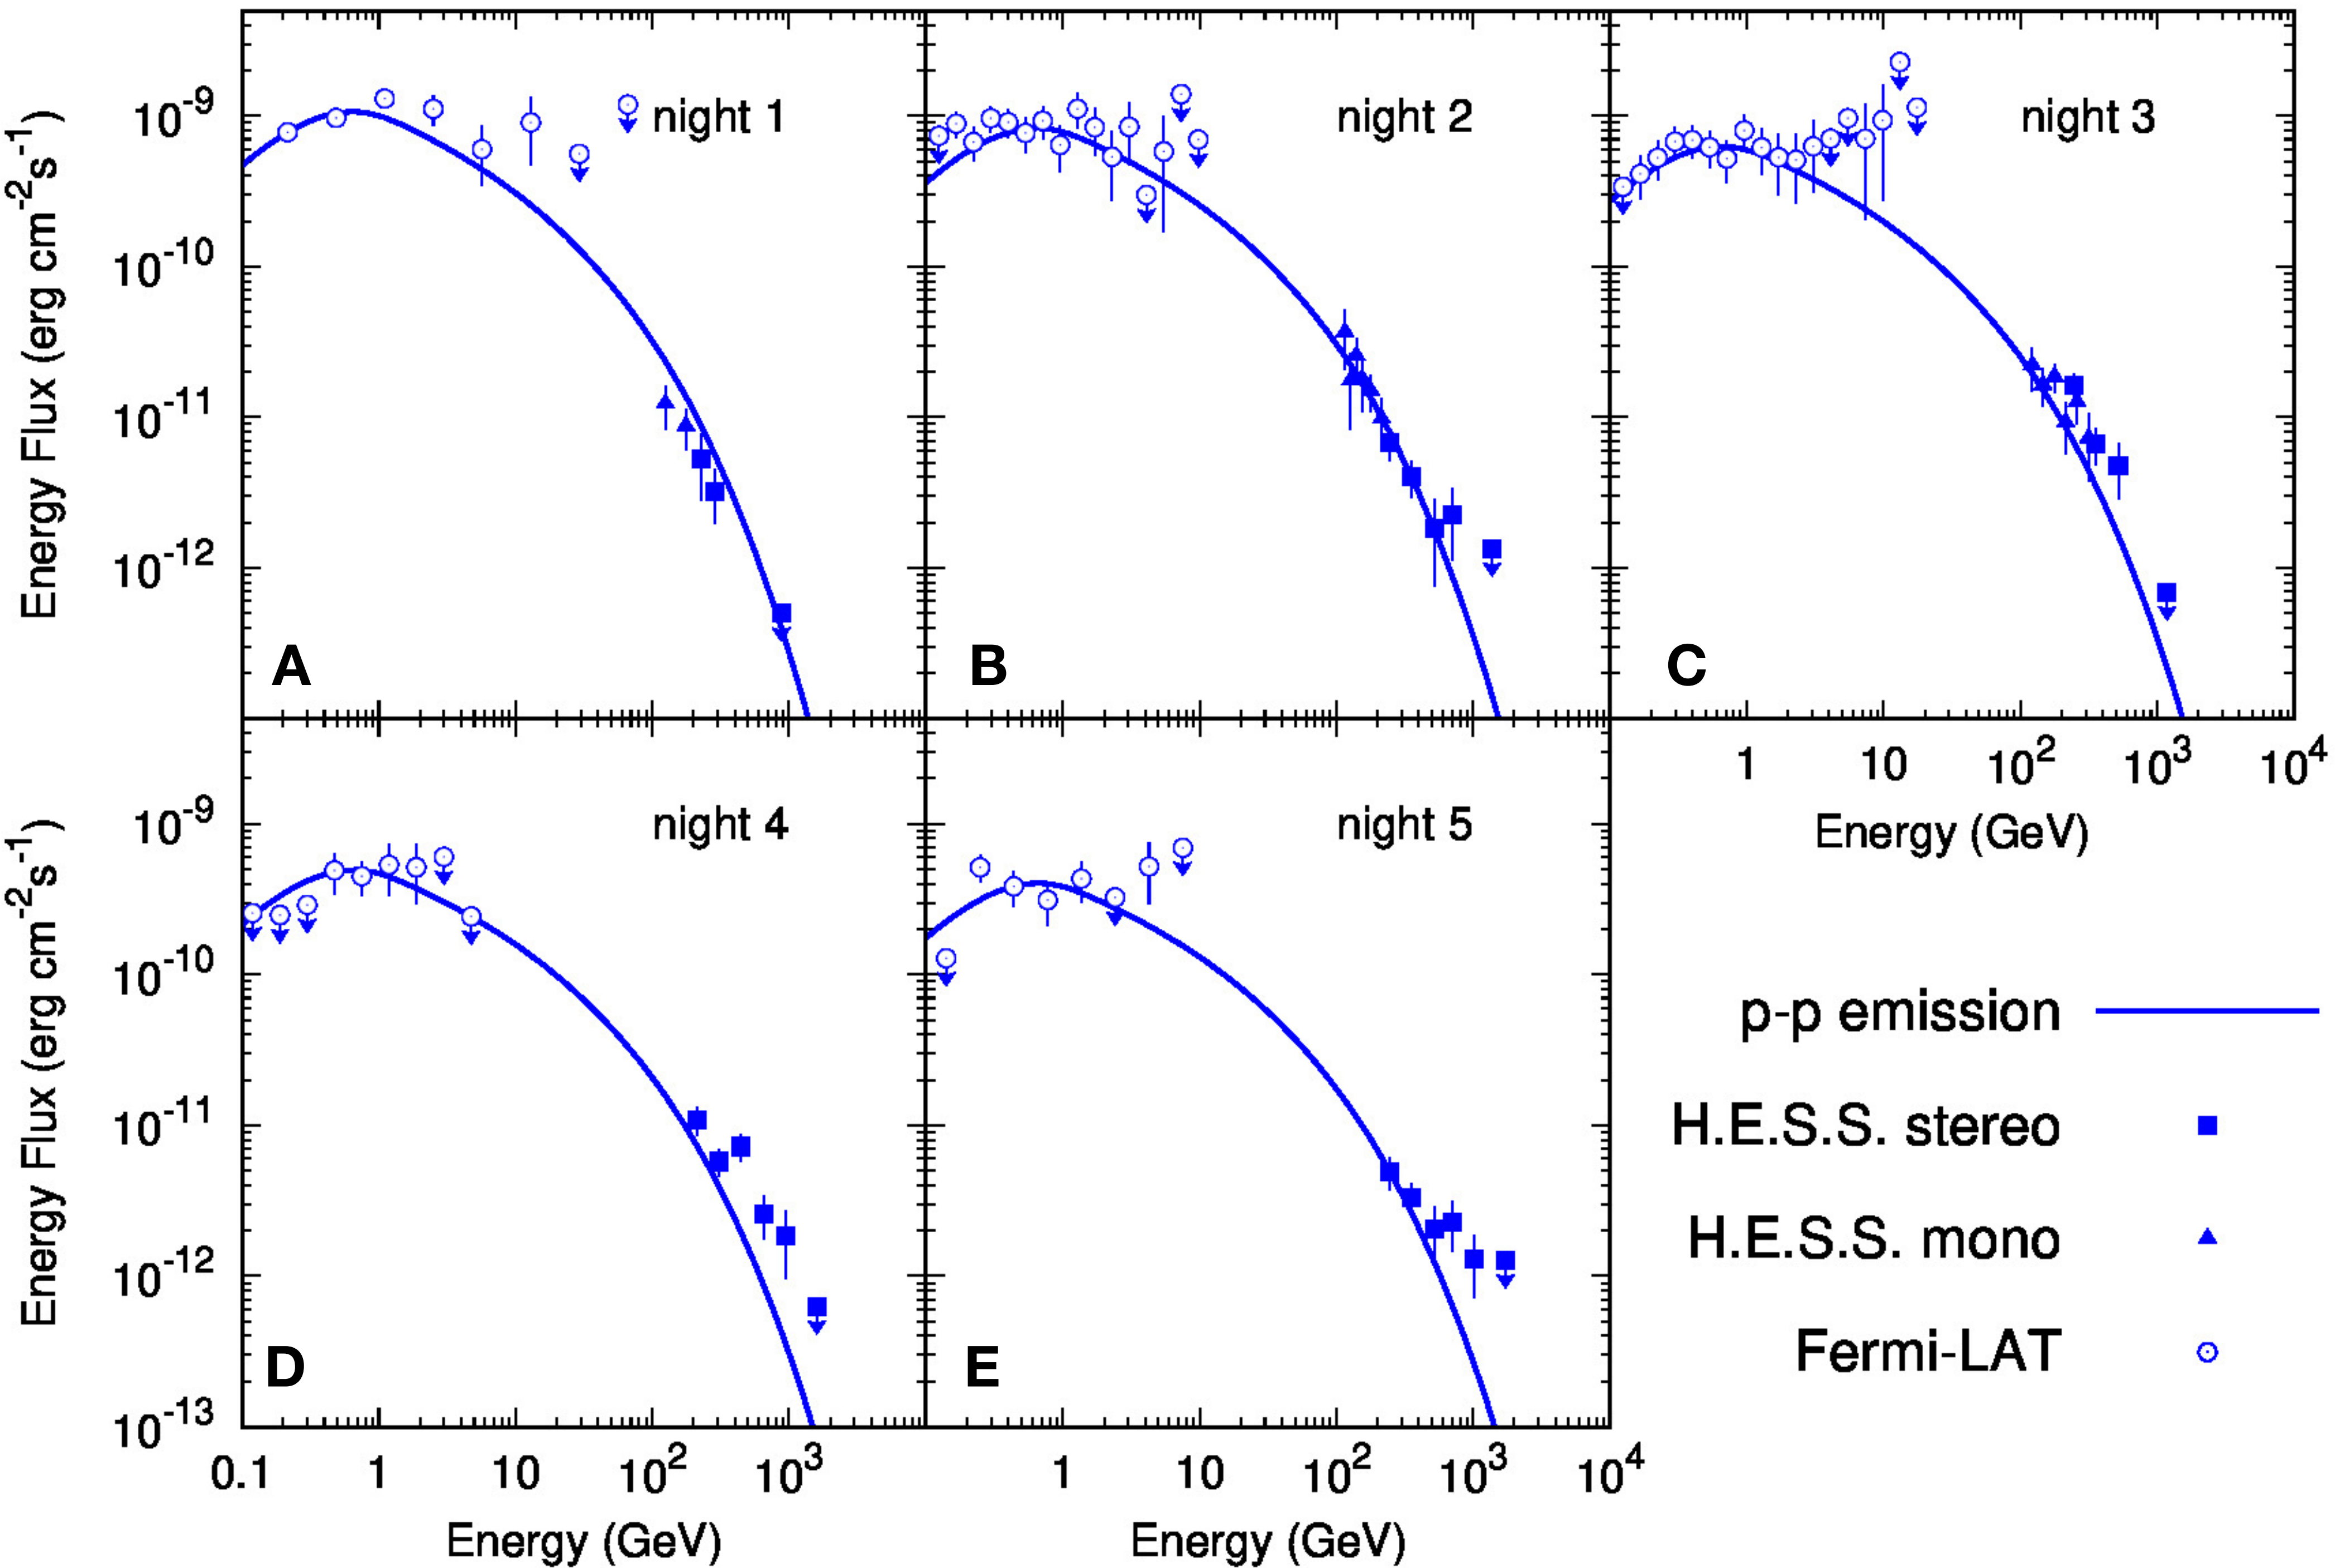 Energy Flux (erg cm-2s-1)
10-9
10-10
10-11
10-12
night 1
night 2
night 3
A
B
C
1
10
102
103
104
Energy (GeV)
Energy Flux (erg cm-2s-1)
10-9
10-10
10-11
10-12
10-13
night 4
night 5
D
E
0.1
1
10
102
103
1
10
102
103
104
Energy (GeV)
Energy (GeV)
p-p emission
H.E.S.S. stereo
H.E.S.S. mono
Fermi-LAT